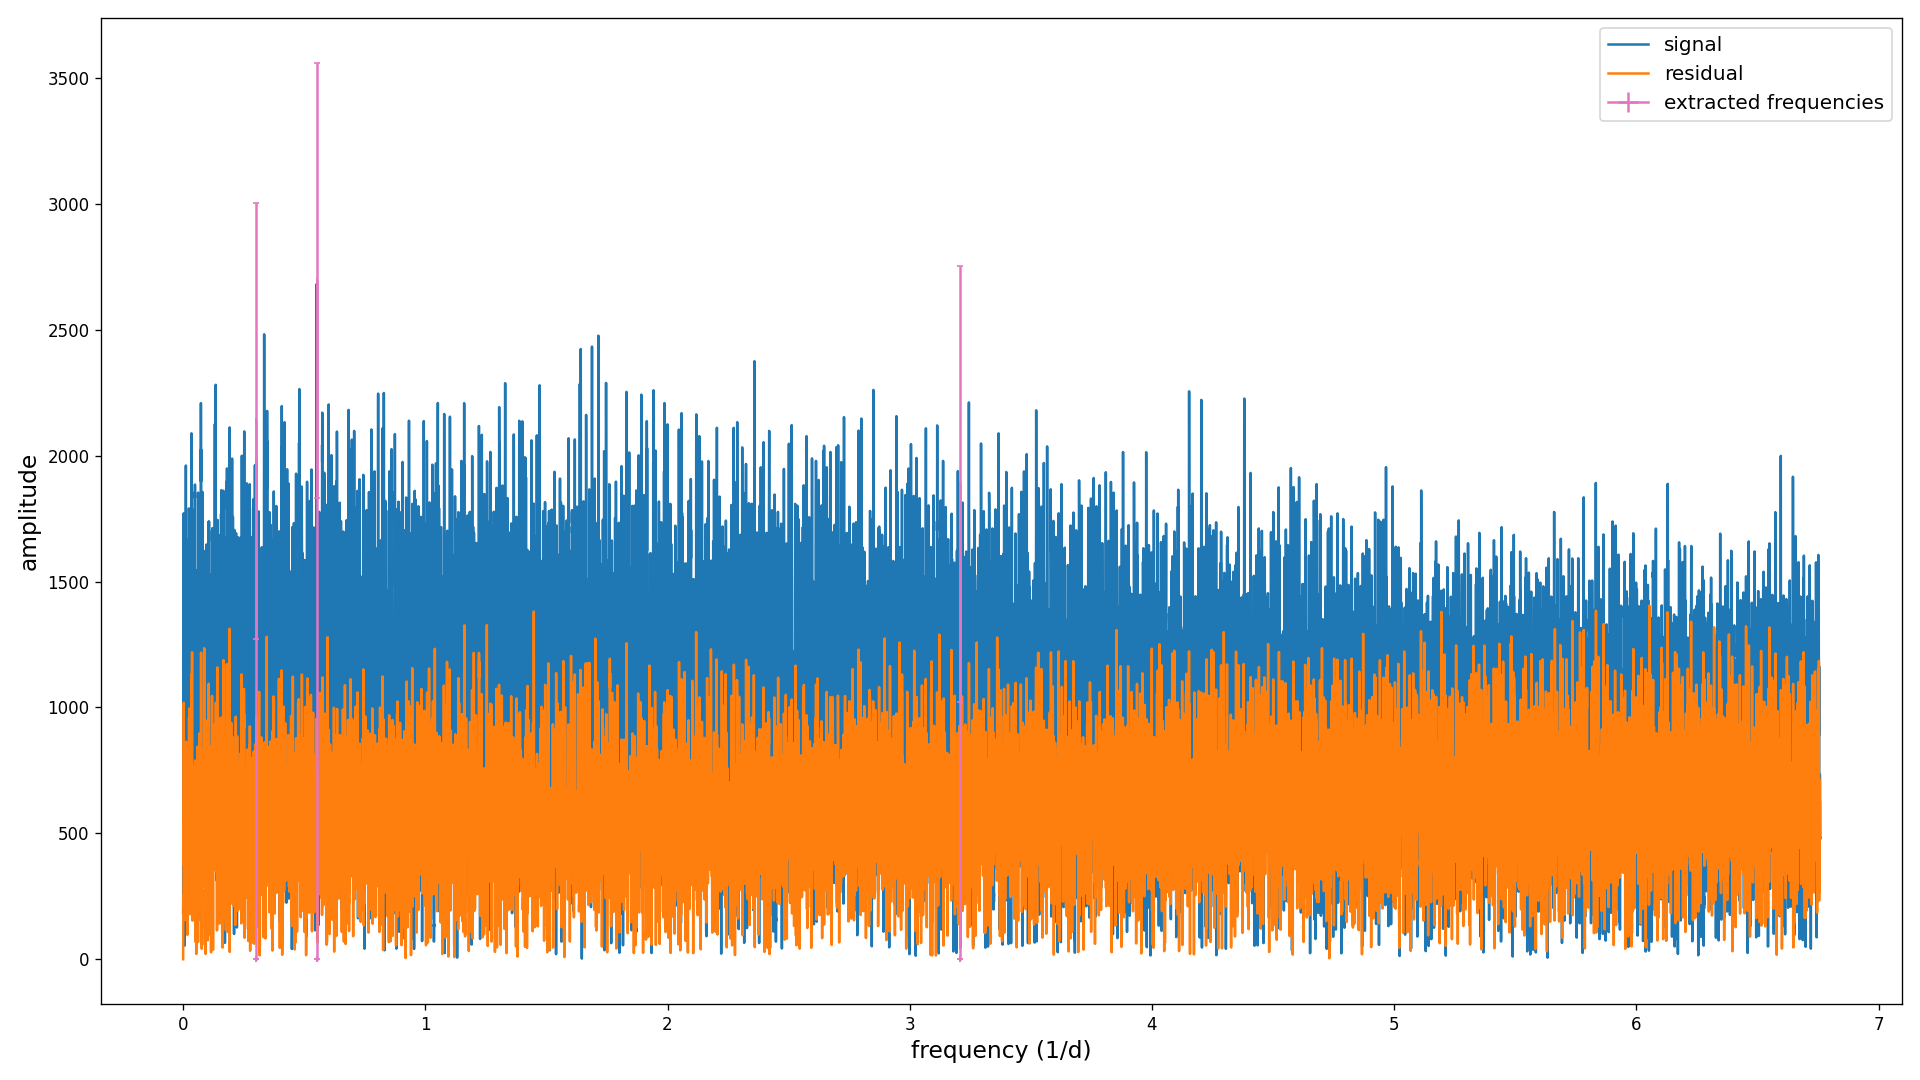 signal
residual
extracted frequencies
3500
3000
2500
2000
1500
1000
500
0
amplitude
0 1 2 3 4 5 6 7
frequency (1/d)